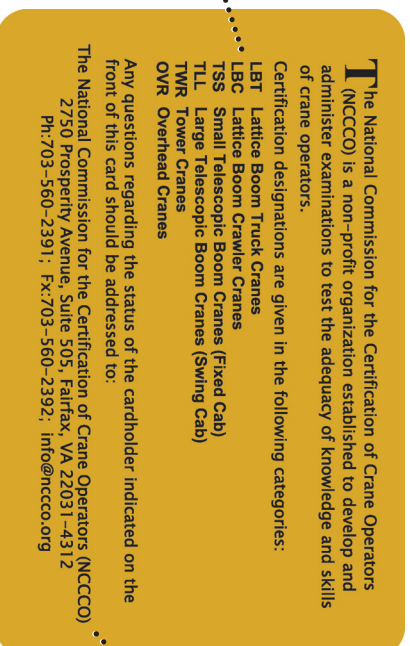 The National Commission for the Certification of Crane Operators
(NCCCO) is a non-profit organization established to develop and
administer examinations to test the adequacy of knowledge and skills
of crane operators.
Certification designations are given in the following categories:
LBT Lattice Boom Truck Cranes
LBC Lattice Boom Crawler Cranes
TSS Small Telescopic Boom Cranes (Fixed Cab)
TLL Large Telescopic Boom Cranes (Swing Cab)
TWR Tower Cranes
OVR Overhead Cranes
Any questions regarding the status of the cardholder indicated on the
front of this card should be addressed to:
The National Commission for the Certification of Crane Operators (NCCCO)
2750 Prosperity Avenue, Suite 505, Fairfax, VA 22031-4312
Ph:703-560-2391; Fx:703-560-2392; info@nccco.org